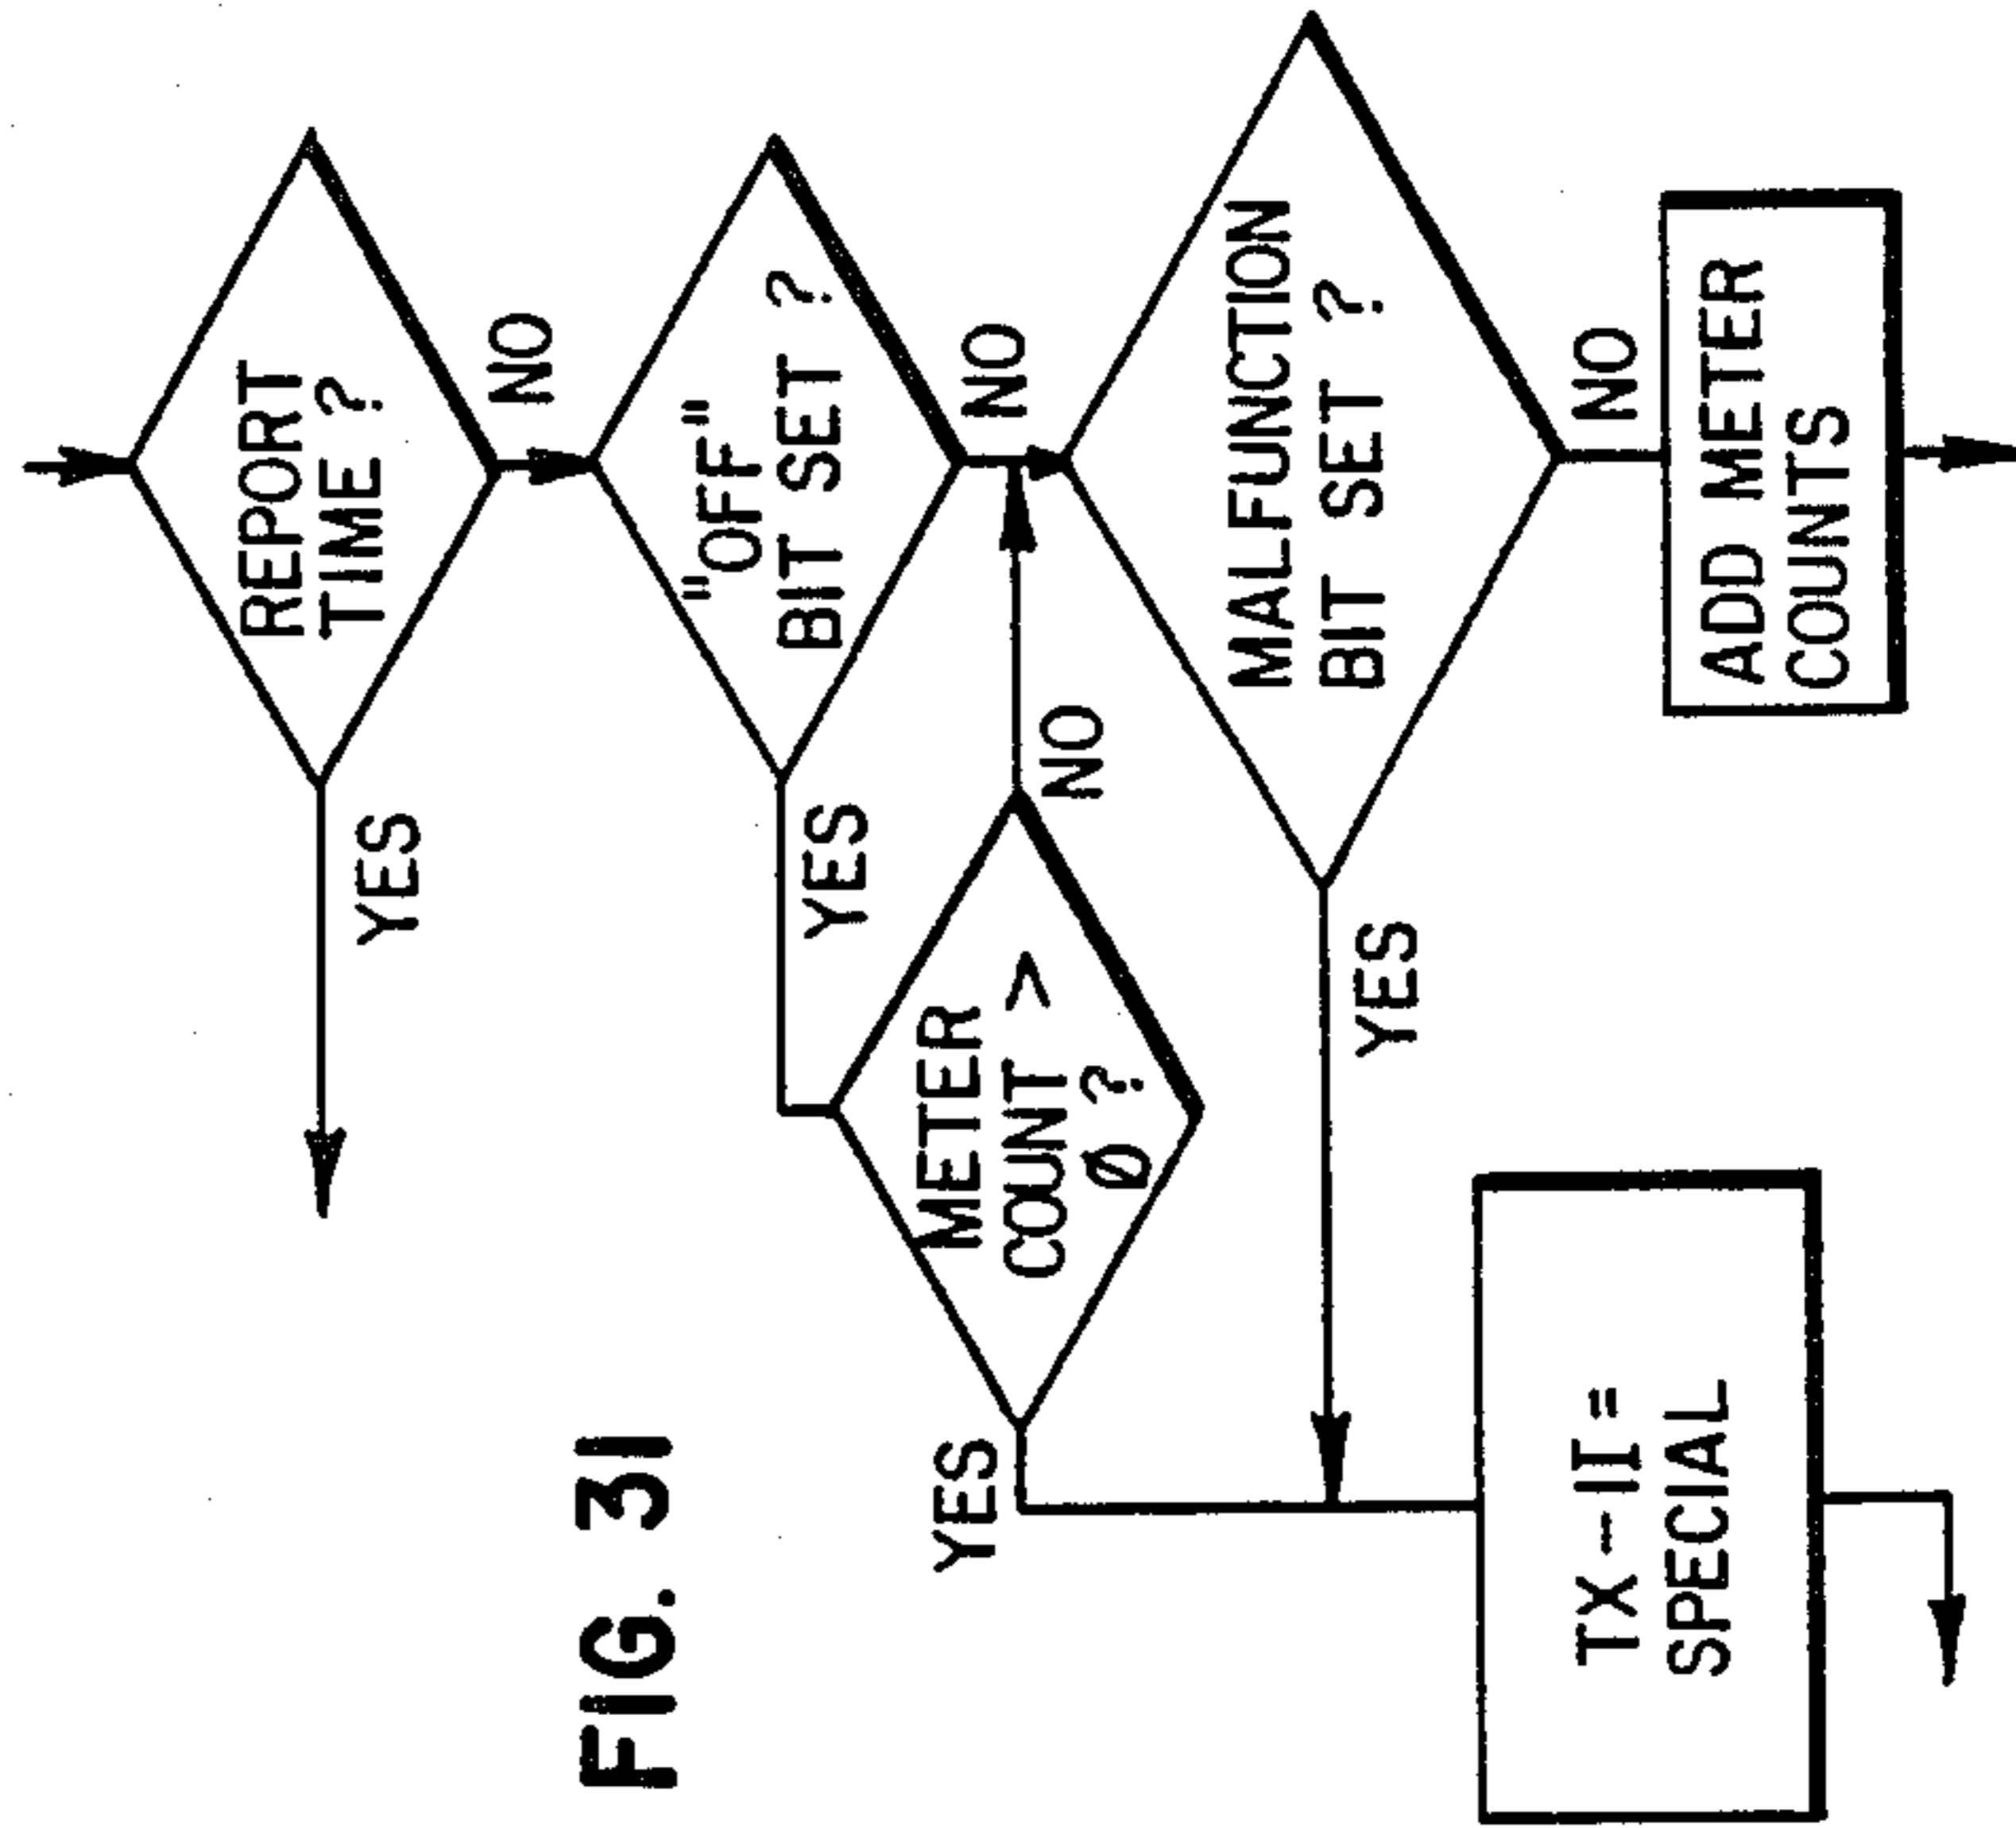 FIG. 31
REPORT
TIME ?
YES
NO
"OFF"
BIT SET ?
YES
NO
METER
COUNT >
Ø ?
YES
NO
MALFUNCTION
BIT SET ?
YES
NO
TX-II =
SPECIAL
ADD METER
COUNTS